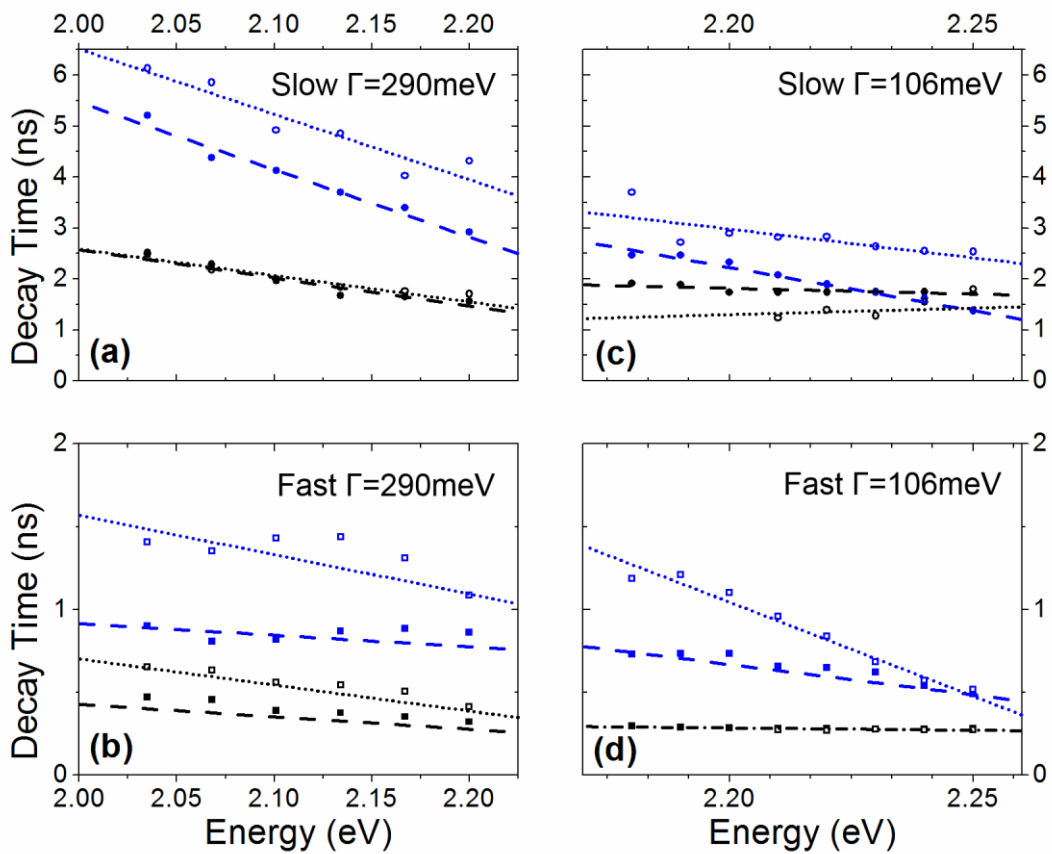 2.00 2.05 2.10 2.15 2.20
2.20 2.25
Decay Time (ns)
6
5
4
3
2
1
0
Slow Γ=290meV
(a)
Slow Γ=106meV
(c)
6
5
4
3
2
1
0
Decay Time (ns)
2
1
0
Fast Γ=290meV
(b)
Fast Γ=106meV
(d)
2
1
0
2.00 2.05 2.10 2.15 2.20
2.20 2.25
Energy (eV)
Energy (eV)